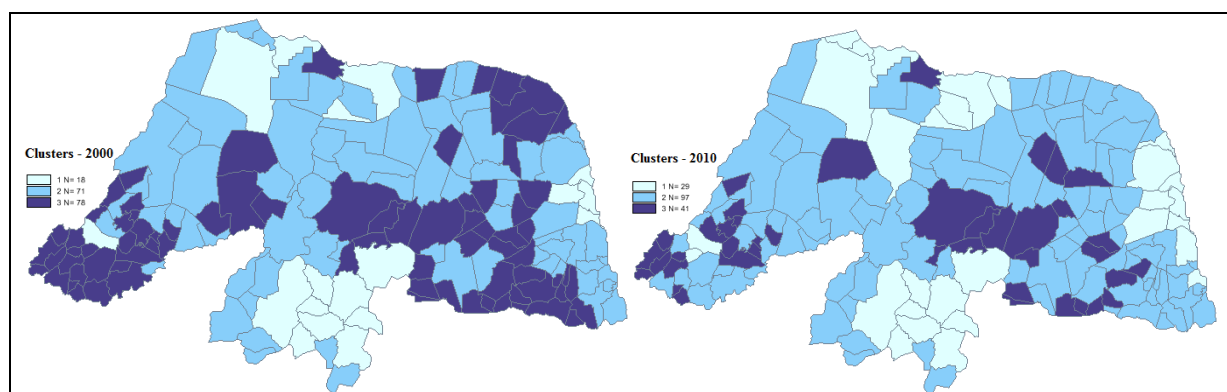 Clusters - 2000
1 N= 18
2 N= 71
3 N= 78
Clusters - 2010
1 N= 29
2 N= 97
3 N= 41